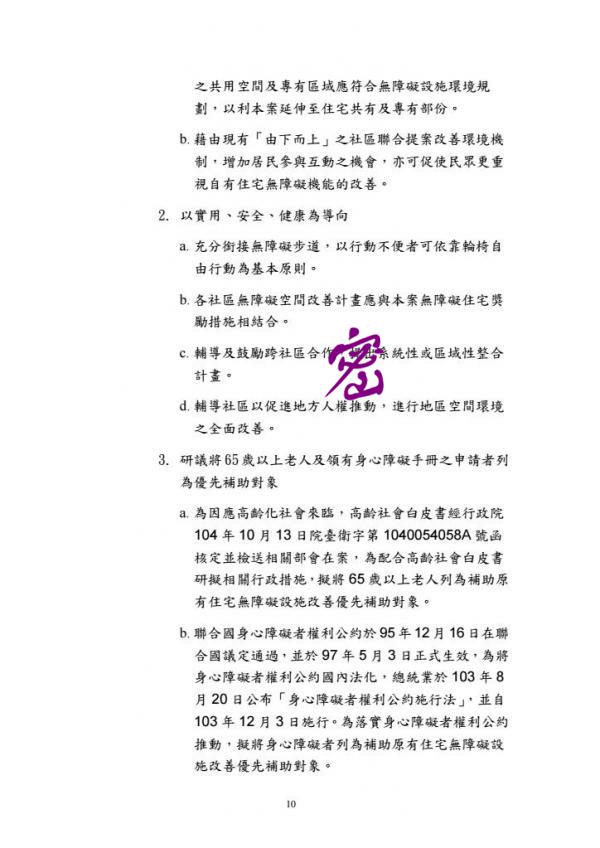 之共用空間及專有區域應符合無障礙設施環境規
劃，以利本案延伸至住宅共有及專有部份。
b. 藉由現有「由下而上」之社區聯合提案改善環境機
制，增加居民參與互動之機會，亦可促使民眾更重
視自有住宅無障礙機能的改善。
2. 以實用、安全、健康為導向
a. 充分銜接無障礙步道，以行動不便者可依靠輪椅自
由行動為基本原則。
b. 各社區無障礙空間改善計畫應與本案無障礙住宅獎
勵措施相結合。
c. 輔導及鼓勵跨社區合作，提出系統性或區域性整合
計畫。
密
d. 輔導社區以促進地方人權推動，進行地區空間環境
之全面改善。
3. 研議將 65 歲以上老人及領有身心障礙手冊之申請者列
為優先補助對象
a. 為因應高齡化社會來臨，高齡社會白皮書經行政院
104 年 10 月 13 日院臺衛字第 1040054058A 號函
核定並檢送相關部會在案，為配合高齡社會白皮書
研擬相關行政措施，擬將 65 歲以上老人列為補助原
有住宅無障礙設施改善優先補助對象。
b. 聯合國身心障礙者權利公約於 95 年 12 月 16 日在聯
合國議定通過，並於 97 年 5 月 3 日正式生效，為將
身心障礙者權利公約國內法化，總統業於 103 年 8
月 20 日公布「身心障礙者權利公約施行法」，並自
103 年 12 月 3 日施行。為落實身心障礙者權利公約
推動，擬將身心障礙者列為補助原有住宅無障礙設
施改善優先補助對象。
10